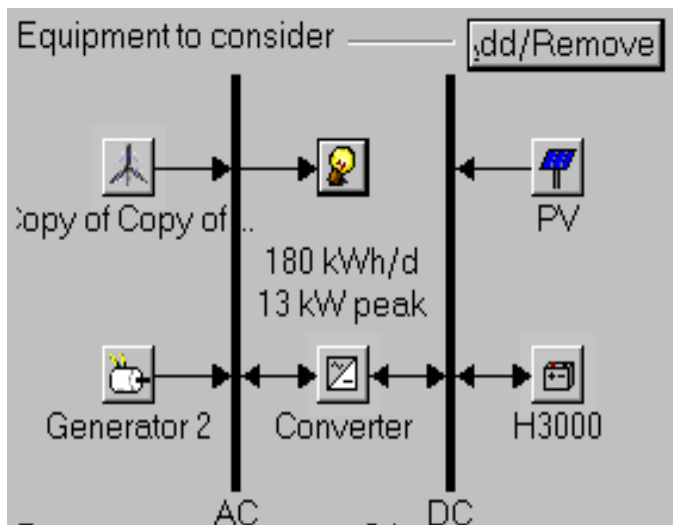 Equipment to consider
dd/Remove
opy of Copy of ...
PV
180 kWh/d
13 kW peak
Generator 2
Converter
H3000
AC
DC